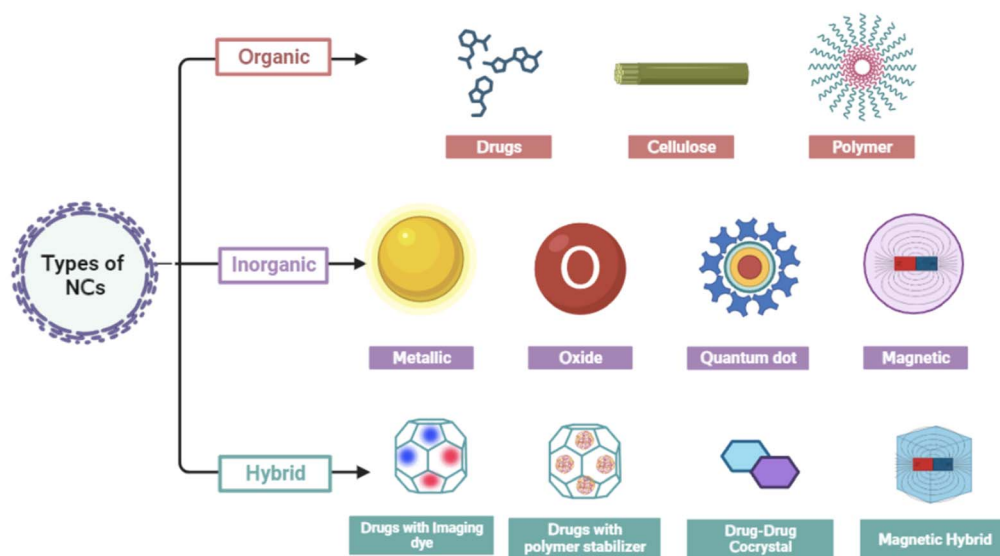 Organic
Drugs
Cellulose
Polymer
Types of
NCs
Inorganic
O
Metallic
Oxide
Quantum dot
Magnetic
Hybrid
Drugs with Imaging
dye
Drugs with
polymer stabilizer
Drug-Drug
Cocrystal
Magnetic Hybrid